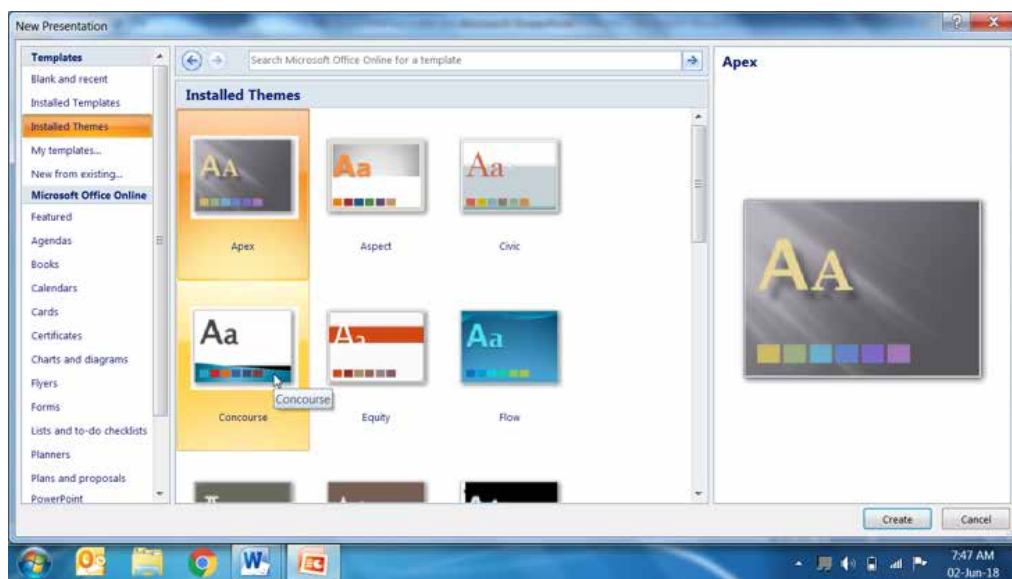 New Presentation
Templates
Blank and recent
Installed Templates
Installed Themes
My templates...
New from existing...
Microsoft Office Online
Featured
Agendas
Books
Calendars
Cards
Certificates
Charts and diagrams
Flyers
Forms
Lists and to-do checklists
Planners
Plans and proposals
PowerPoint
Search Microsoft Office Online for a template
Installed Themes
AA
Aa
Aa
Apex
Aspect
Civic
Aa
Aa
Aa
Concourse
Concourse
Equity
Flow
Apex
AA
Create
Cancel
7:47 AM
02-Jun-18